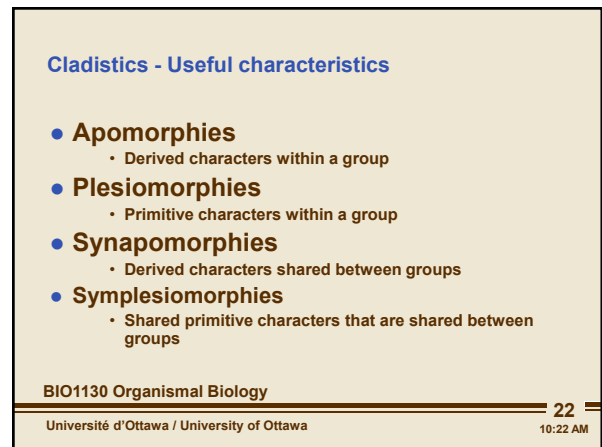 Cladistics - Useful characteristics
● Apomorphies
• Derived characters within a group
● Plesiomorphies
• Primitive characters within a group
● Synapomorphies
• Derived characters shared between groups
● Symplesiomorphies
• Shared primitive characters that are shared between
groups
BIO1130 Organismal Biology
22
Université d'Ottawa / University of Ottawa
10:22 AM